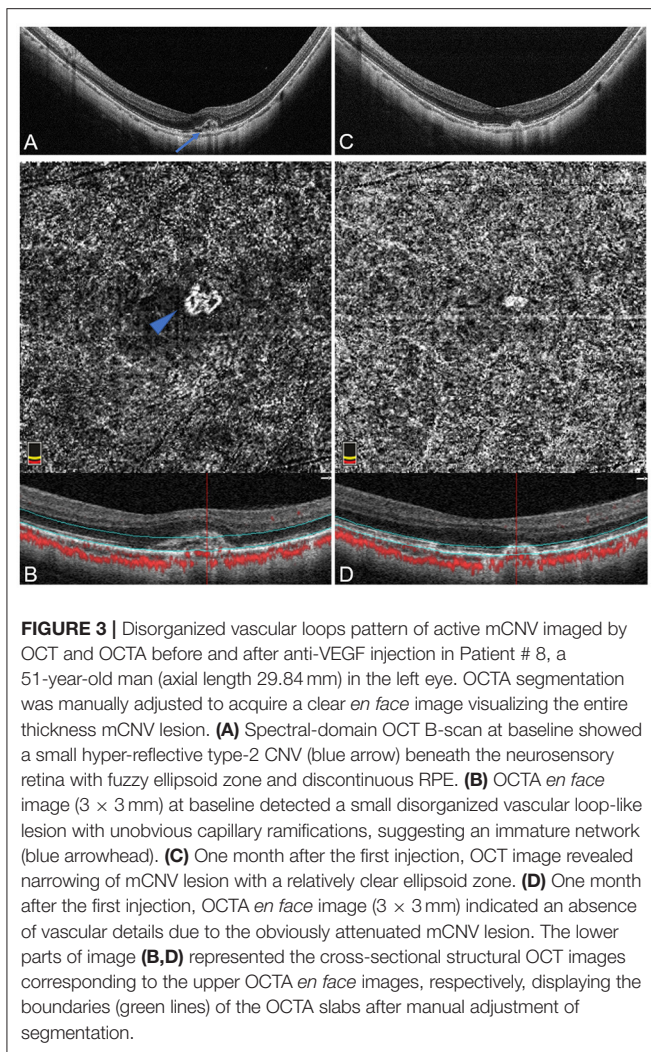 A
C
B
D
FIGURE 3 | Disorganized vascular loops pattern of active mCNV imaged by
OCT and OCTA before and after anti-VEGF injection in Patient # 8, a
51-year-old man (axial length 29.84 mm) in the left eye. OCTA segmentation
was manually adjusted to acquire a clear en face image visualizing the entire
thickness mCNV lesion. (A) Spectral-domain OCT B-scan at baseline showed
a small hyper-reflective type-2 CNV (blue arrow) beneath the neurosensory
retina with fuzzy ellipsoid zone and discontinuous RPE. (B) OCTA en face
image (3 × 3 mm) at baseline detected a small disorganized vascular loop-like
lesion with unobvious capillary ramifications, suggesting an immature network
(blue arrowhead). (C) One month after the first injection, OCT image revealed
narrowing of mCNV lesion with a relatively clear ellipsoid zone. (D) One month
after the first injection, OCTA en face image (3 × 3 mm) indicated an absence
of vascular details due to the obviously attenuated mCNV lesion. The lower
parts of image (B,D) represented the cross-sectional structural OCT images
corresponding to the upper OCTA en face images, respectively, displaying the
boundaries (green lines) of the OCTA slabs after manual adjustment of
segmentation.